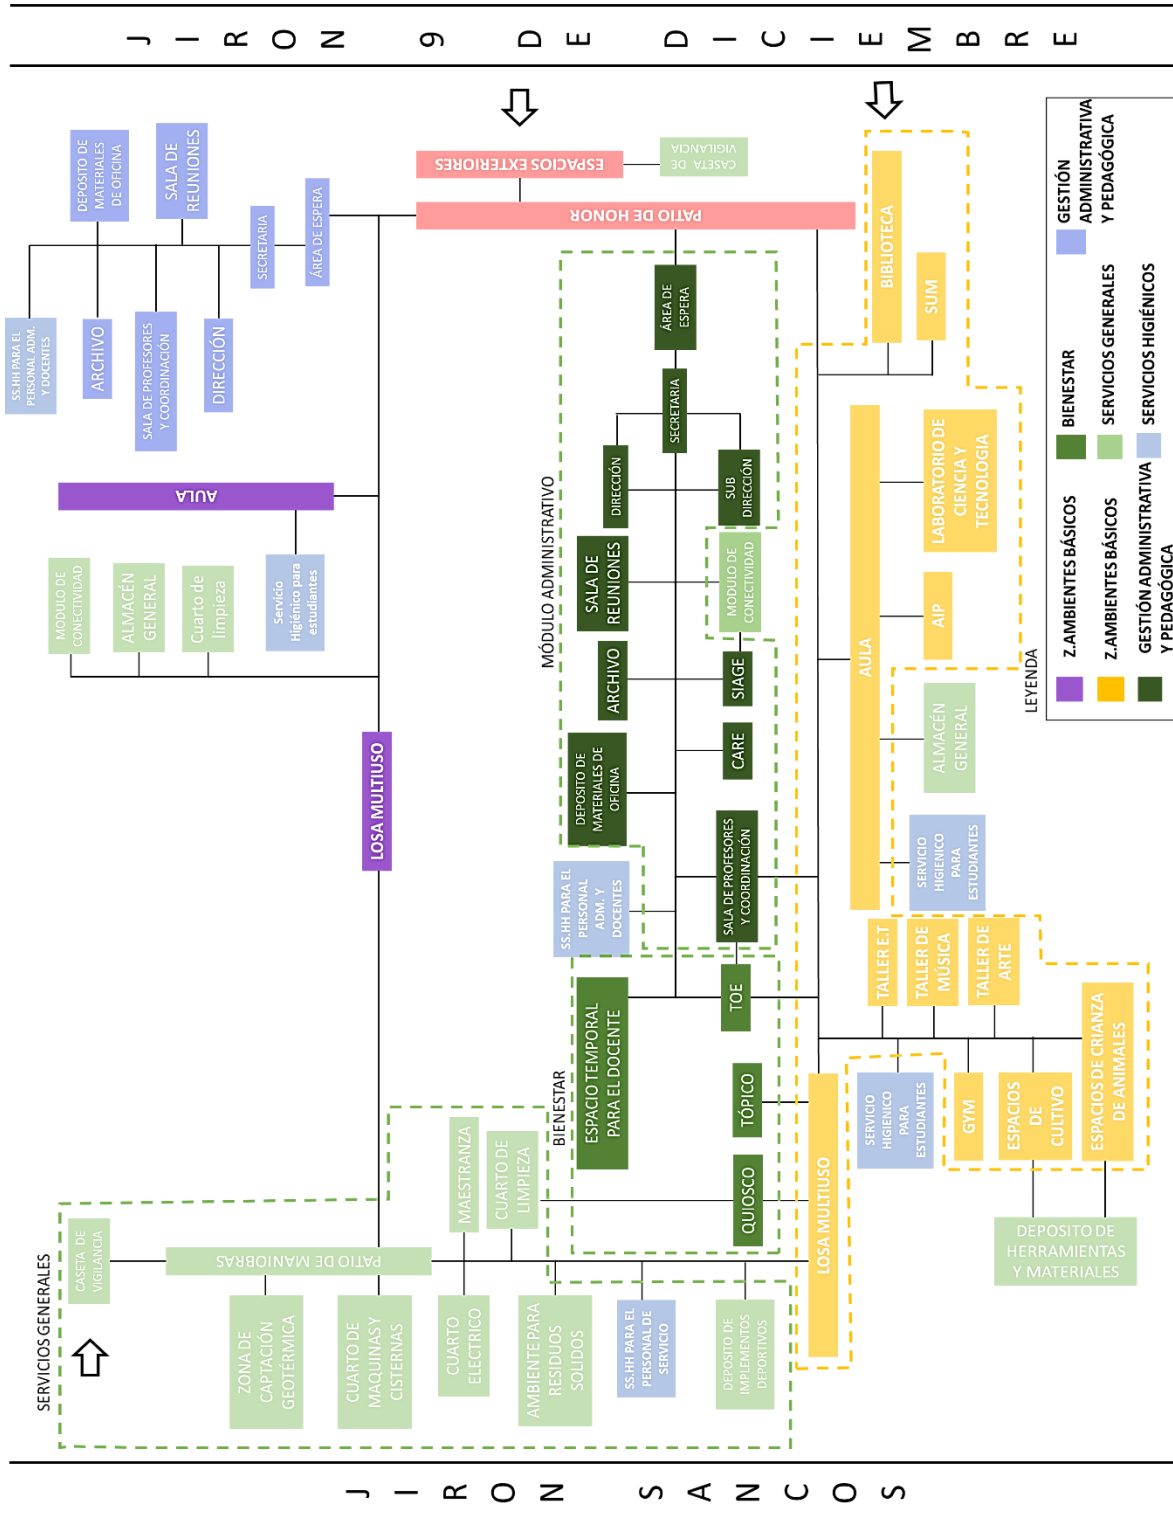 JIRON 9 DE DICIEMBRE
DEPOSITO DE
MATERIALES
DE OFICINA
SALA DE
REUNIONES
SS.HH PARA EL
PERSONAL ADM.
Y DOCENTES
ARCHIVO
SALA DE PROFESORES
Y COORDINACIÓN
DIRECCIÓN
SECRETARIA
ÁREA DE ESPERA
ESPACIOS EXTERIORES
CASETA DE
VIGILANCIA
PATIO DE HONOR
AULA
MODULO DE
CONECTIVIDAD
ALMACÉN
GENERAL
Cuarto de
limpieza
Servicio
Higiénico para
estudiantes
LOSA MULTIUSO
MÓDULO ADMINISTRATIVO
ÁREA DE
ESPERA
SECRETARIA
DIRECCIÓN
SUB
DIRECCIÓN
SALA DE
REUNIONES
MODULO DE
CONECTIVIDAD
ARCHIVO
SIAGE
CARE
DEPOSITO DE
MATERIALES DE
OFICINA
SALA DE PROFESORES
Y COORDINACIÓN
SS.HH PARA EL
PERSONAL
ADM. Y
DOCENTES
BIENESTAR
ESPACIO TEMPORAL
PARA EL DOCENTE
TOE
TÓPICO
QUIOSCO
BIBLIOTECA
SUM
AULA
LABORATORIO DE
CIENCIA Y
TECNOLOGIA
AIP
ALMACÉN
GENERAL
SERVICIO
HIGIENICO
PARA
ESTUDIANTES
TALLER E.T
TALLER DE
MÚSICA
TALLER DE
ARTE
SERVICIO
HIGIENICO
PARA
ESTUDIANTES
GYM
ESPACIOS
DE
CULTIVO
ESPACIOS DE CRIANZA
DE ANIMALES
DEPOSITO DE
HERRAMIENTAS
Y MATERIALES
LOSA MULTIUSO
SERVICIOS GENERALES
CASETA DE
VIGILANCIA
PATIO DE MANIOBRAS
MAESTRANZA
CUARTO DE
LIMPIEZA
ZONA DE
CAPTACIÓN
GEOTÉRMICA
CUARTO DE
MAQUINAS Y
CISTERNAS
CUARTO
ELECTRICO
AMBIENTE PARA
RESIDUOS
SOLIDOS
SS.HH PARA EL
PERSONAL DE
SERVICIO
DEPOSITO DE
IMPLEMENTOS
DEPORTIVOS
JIRON SANCOS
LEYENDA
Z.AMBIENTES BÁSICOS
Z.AMBIENTES BÁSICOS
GESTIÓN ADMINISTRATIVA
Y PEDAGÓGICA
BIENESTAR
SERVICIOS GENERALES
SERVICIOS HIGIÉNICOS
GESTIÓN
ADMINISTRATIVA
Y PEDAGÓGICA